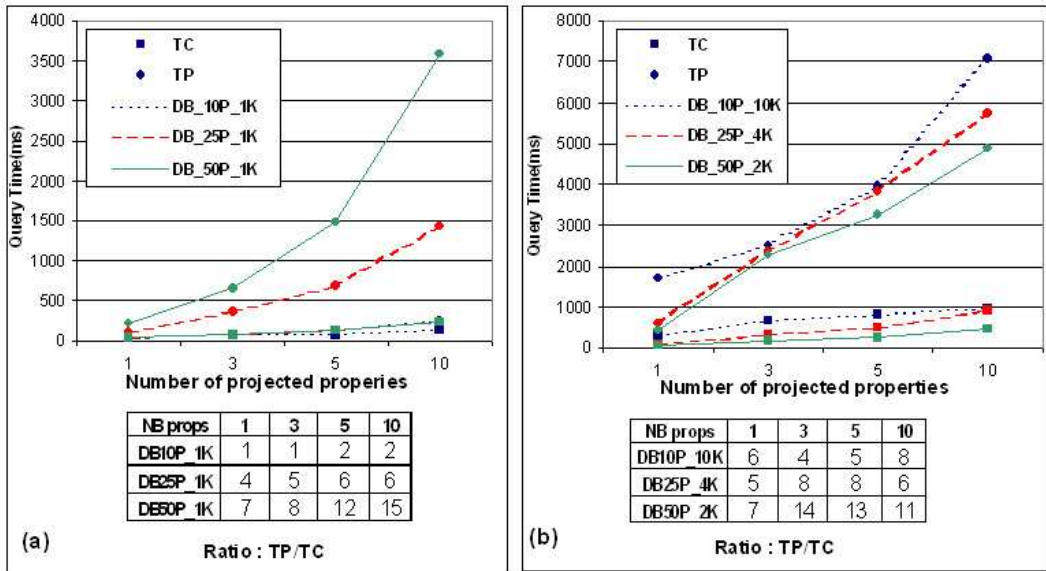 4000
3500
3000
2500
2000
1500
1000
500
0
Query Time(ms)
TC
TP
DB_10P_1K
DB_25P_1K
DB_50P_1K
1 3 5 10
Number of projected properies
NB props 1 3 5 10
DB10P_1K 1 1 2 2
DB25P_1K 4 5 6 6
DB50P_1K 7 8 12 15
(a) Ratio : TP/TC
8000
7000
6000
5000
4000
3000
2000
1000
0
Query Time(ms)
TC
TP
DB_10P_10K
DB_25P_4K
DB_50P_2K
1 3 5 10
Number of projected properties
NB props 1 3 5 10
DB10P_10K 6 4 5 8
DB25P_4K 5 8 8 6
DB50P_2K 7 14 13 11
(b) Ratio : TP/TC